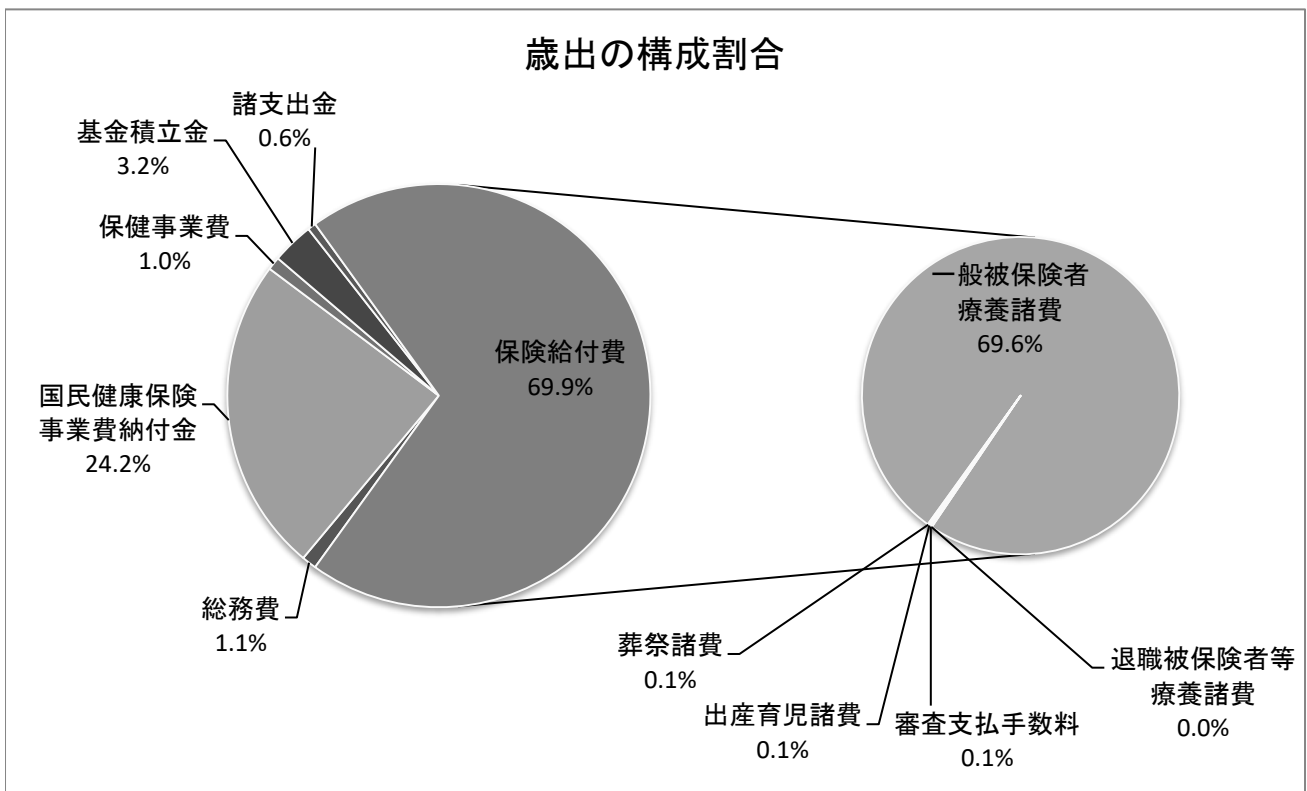 歳出の構成割合
諸支出金
0.6%
基金積立金
3.2%
保健事業費
1.0%
国民健康保険
事業費納付金
24.2%
総務費
1.1%
保険給付費
69.9%
一般被保険者
療養諸費
69.6%
葬祭諸費
0.1%
出産育児諸費
0.1%
審査支払手数料
0.1%
退職被保険者等
療養諸費
0.0%